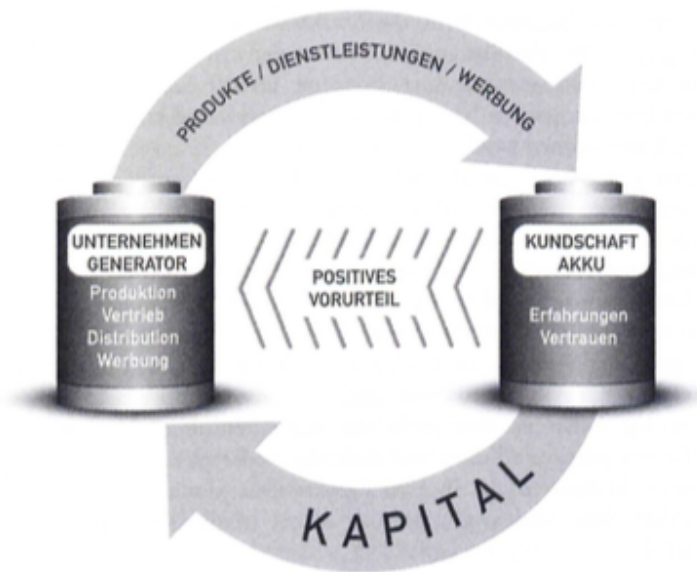 PRODUKTE / DIENSTLEISTUNGEN / WERBUNG
UNTERNEHMEN
GENERATOR
Produktion
Vertrieb
Distribution
Werbung
POSITIVES
VORURTEIL
KUNDSCHAFT
AKKU
Erfahrungen
Vertrauen
KAPITAL